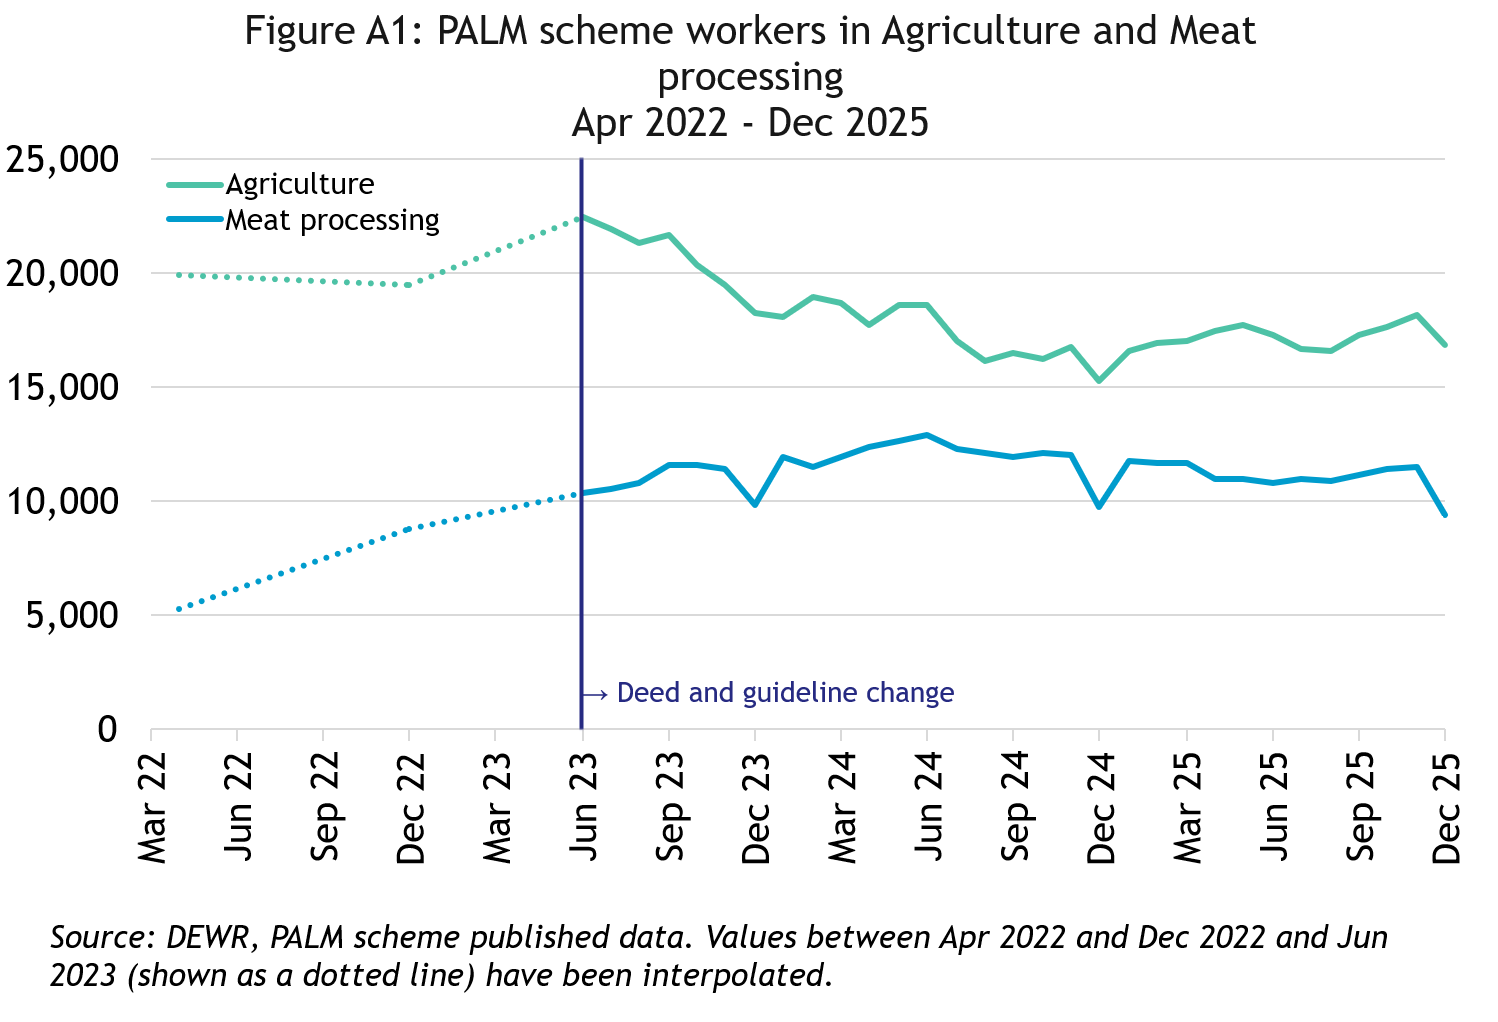 Figure A1: PALM scheme workers in Agriculture and Meat
processing
Apr 2022 - Dec 2025
25,000
Agriculture
Meat processing
20,000
15,000
10,000
5,000
→ Deed and guideline change
0
Mar 22
Jun 22
Sep 22
Dec 22
Mar 23
Jun 23
Sep 23
Dec 23
Mar 24
Jun 24
Sep 24
Dec 24
Mar 25
Jun 25
Sep 25
Dec 25
Source: DEWR, PALM scheme published data. Values between Apr 2022 and Dec 2022 and Jun
2023 (shown as a dotted line) have been interpolated.